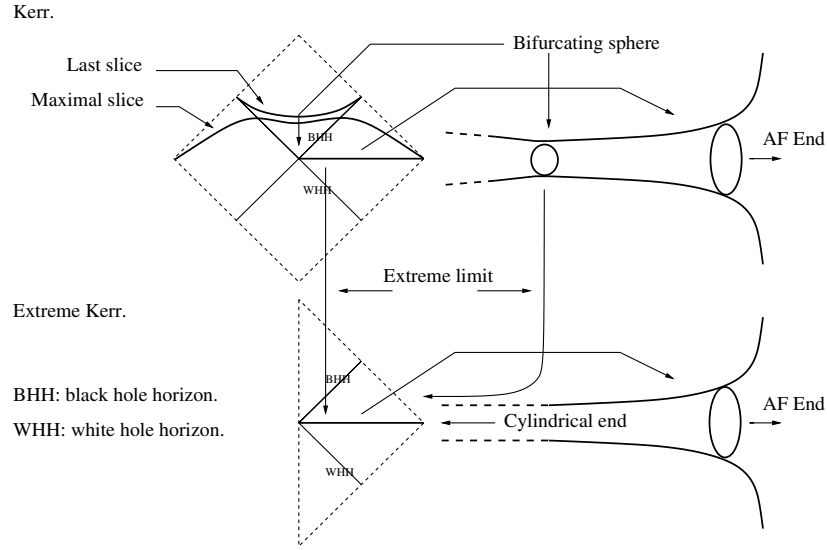 Kerr.
Last slice
Bifurcating sphere
Maximal slice
BHH
AF End
WHH
Extreme limit
Extreme Kerr.
BHH
BHH: black hole horizon.
AF End
Cylindrical end
WHH: white hole horizon.
WHH